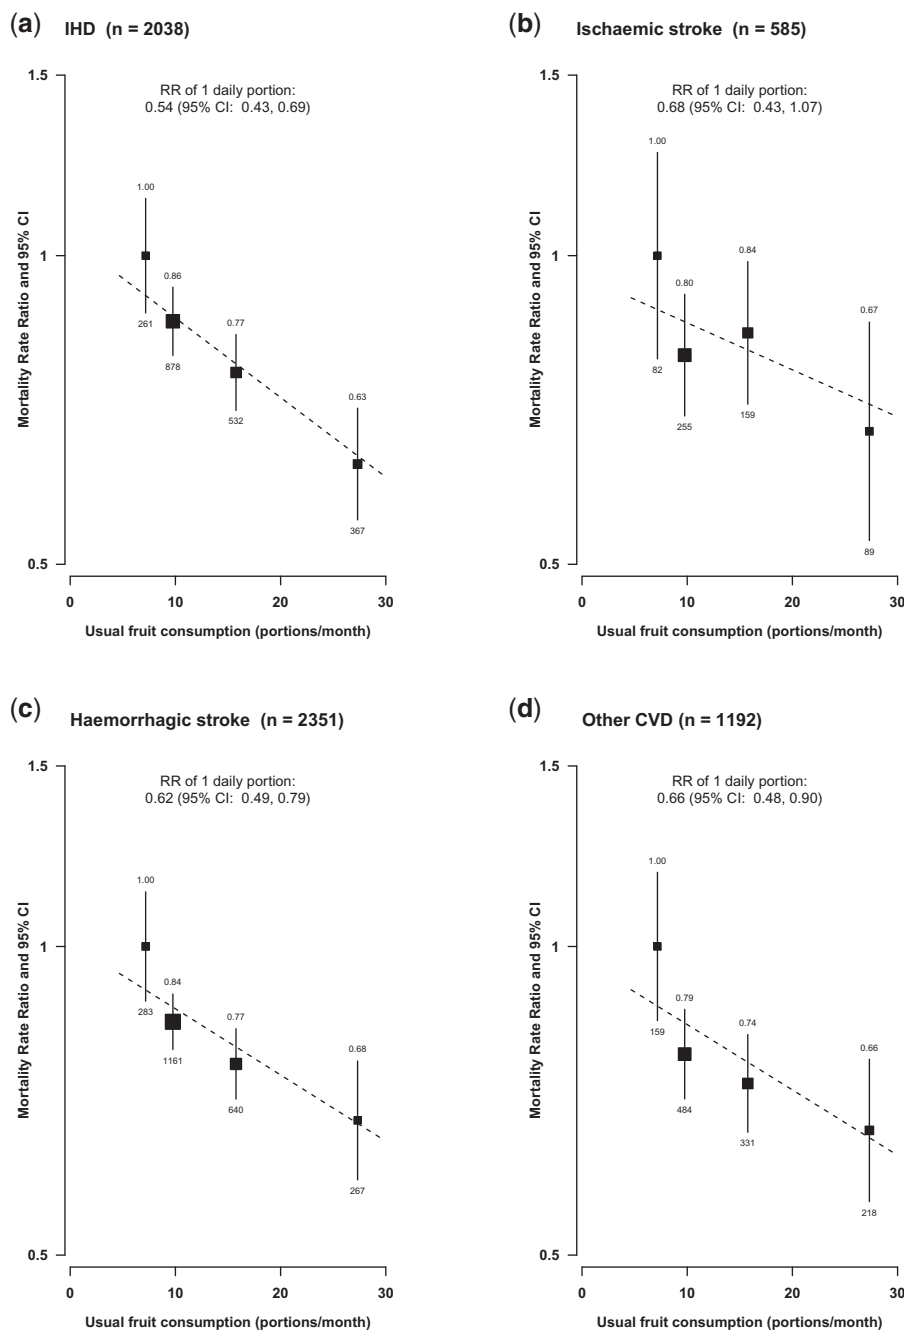 (a) IHD (n = 2038)
1.5
RR of 1 daily portion:
0.54 (95% CI: 0.43, 0.69)
1.00
1
0.86
261
0.77
878
532
0.63
367
0.5
0 10 20 30
Mortality Rate Ratio and 95% CI
Usual fruit consumption (portions/month)
(b) Ischaemic stroke (n = 585)
1.5
RR of 1 daily portion:
0.68 (95% CI: 0.43, 1.07)
1.00
1
0.84
0.80
0.67
82
159
255
89
0.5
0 10 20 30
Mortality Rate Ratio and 95% CI
Usual fruit consumption (portions/month)
(c) Haemorrhagic stroke (n = 2351)
1.5
RR of 1 daily portion:
0.62 (95% CI: 0.49, 0.79)
1.00
1
0.84
283
0.77
1161
0.68
640
267
0.5
0 10 20 30
Mortality Rate Ratio and 95% CI
Usual fruit consumption (portions/month)
(d) Other CVD (n = 1192)
1.5
RR of 1 daily portion:
0.66 (95% CI: 0.48, 0.90)
1.00
1
0.79
159
0.74
484
0.66
331
218
0.5
0 10 20 30
Mortality Rate Ratio and 95% CI
Usual fruit consumption (portions/month)